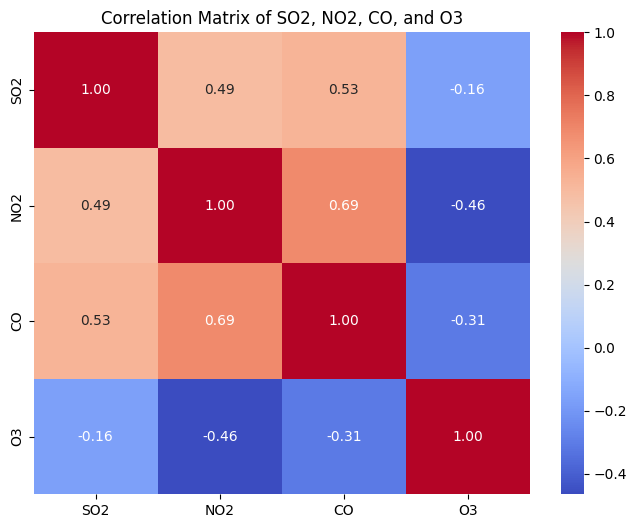 Correlation Matrix of SO2, NO2, CO, and O3
SO2 1.00 0.49 0.53 -0.16
NO2 0.49 1.00 0.69 -0.46
CO 0.53 0.69 1.00 -0.31
O3 -0.16 -0.46 -0.31 1.00
SO2 NO2 CO O3
1.0
0.8
0.6
0.4
0.2
0.0
−0.2
−0.4